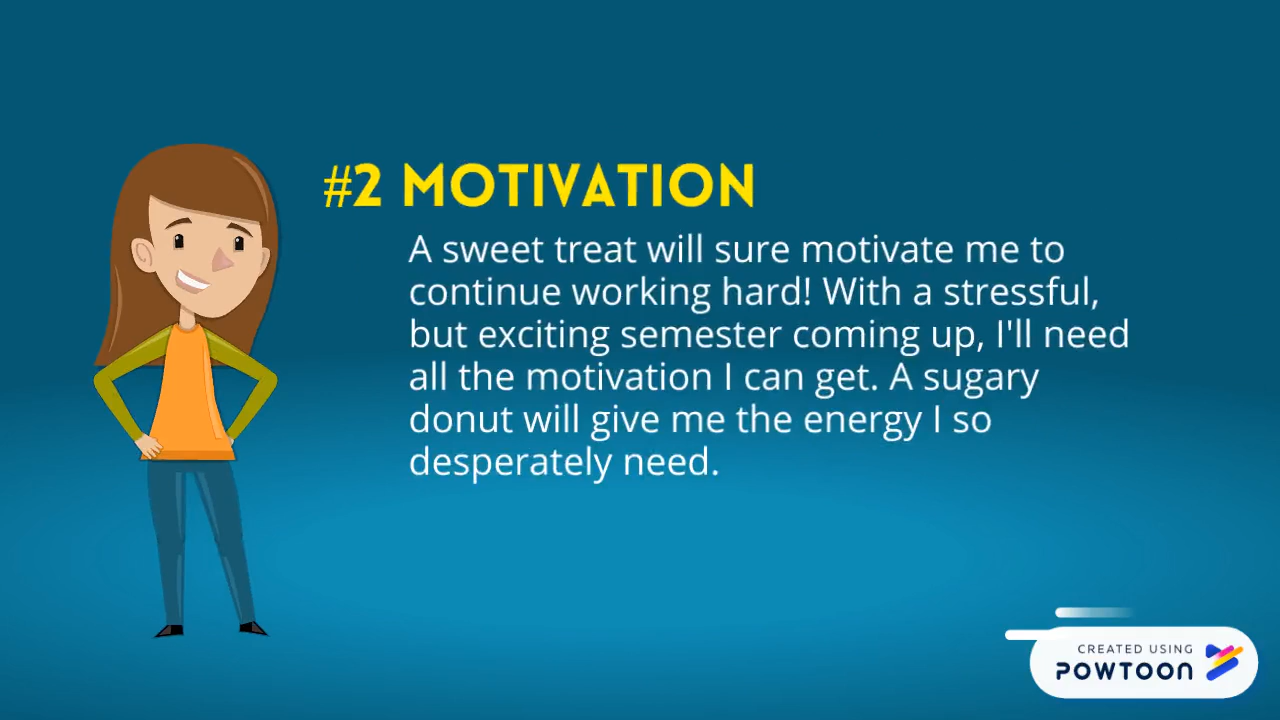 #2 MOTIVATION
A sweet treat will sure motivate me to
continue working hard! With a stressful,
but exciting semester coming up, I'll need
all the motivation I can get. A sugary
donut will give me the energy I so
desperately need.
CREATED USING
POWTOON